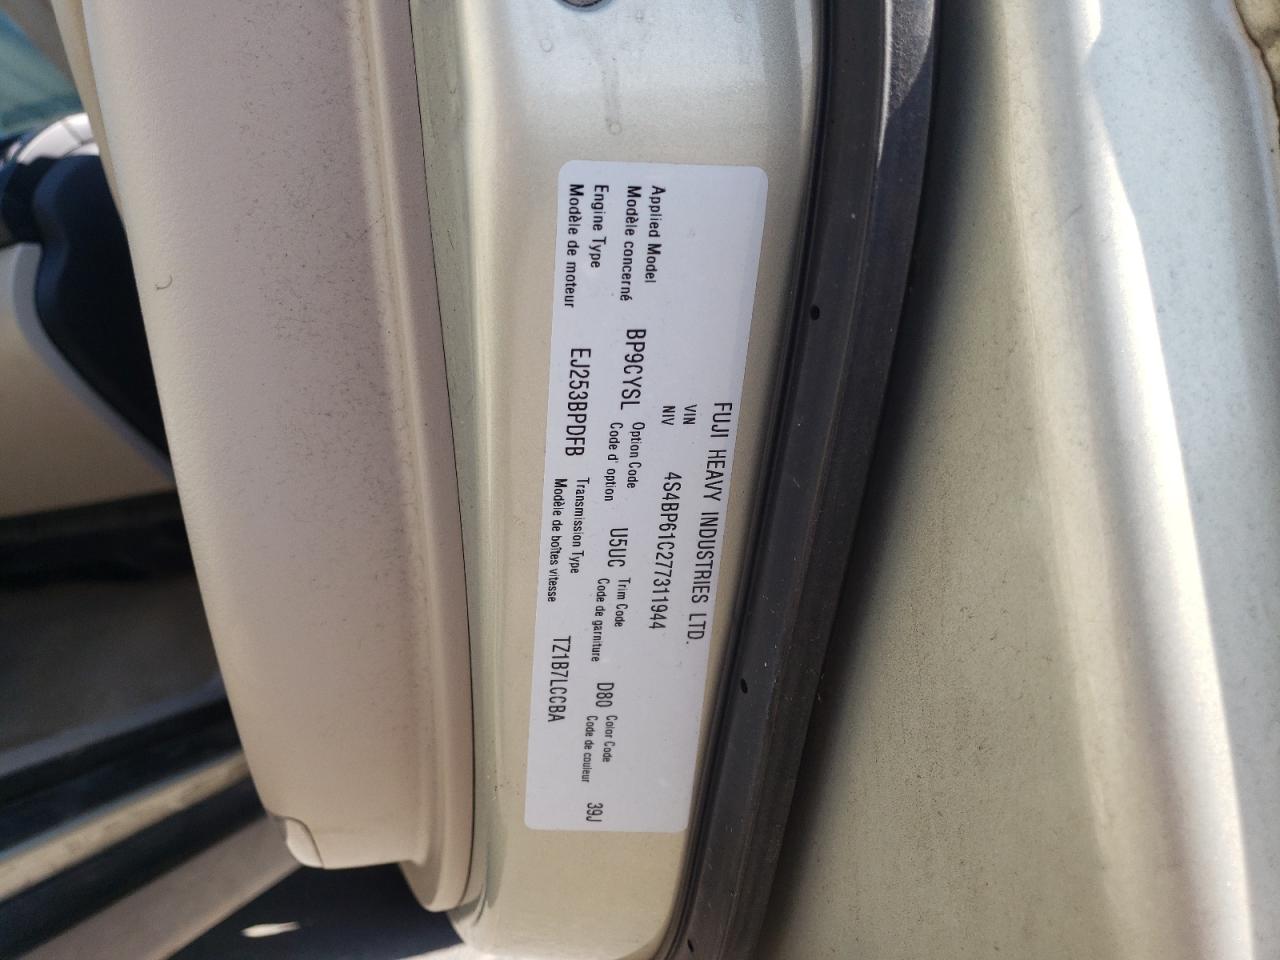 FUJI HEAVY INDUSTRIES LTD.
VIN
NIV 4S4BP61C277311944
Applied Model
Modèle concerné BP9CYSL Option Code
Code d'option U5UC Trim Code
Code de garniture D80 Color Code
Code de couleur 39J
Engine Type
Modèle de moteur EJ253BPDFB Transmission Type
Modèle de boîtes vitesse TZ1B7LCCBA